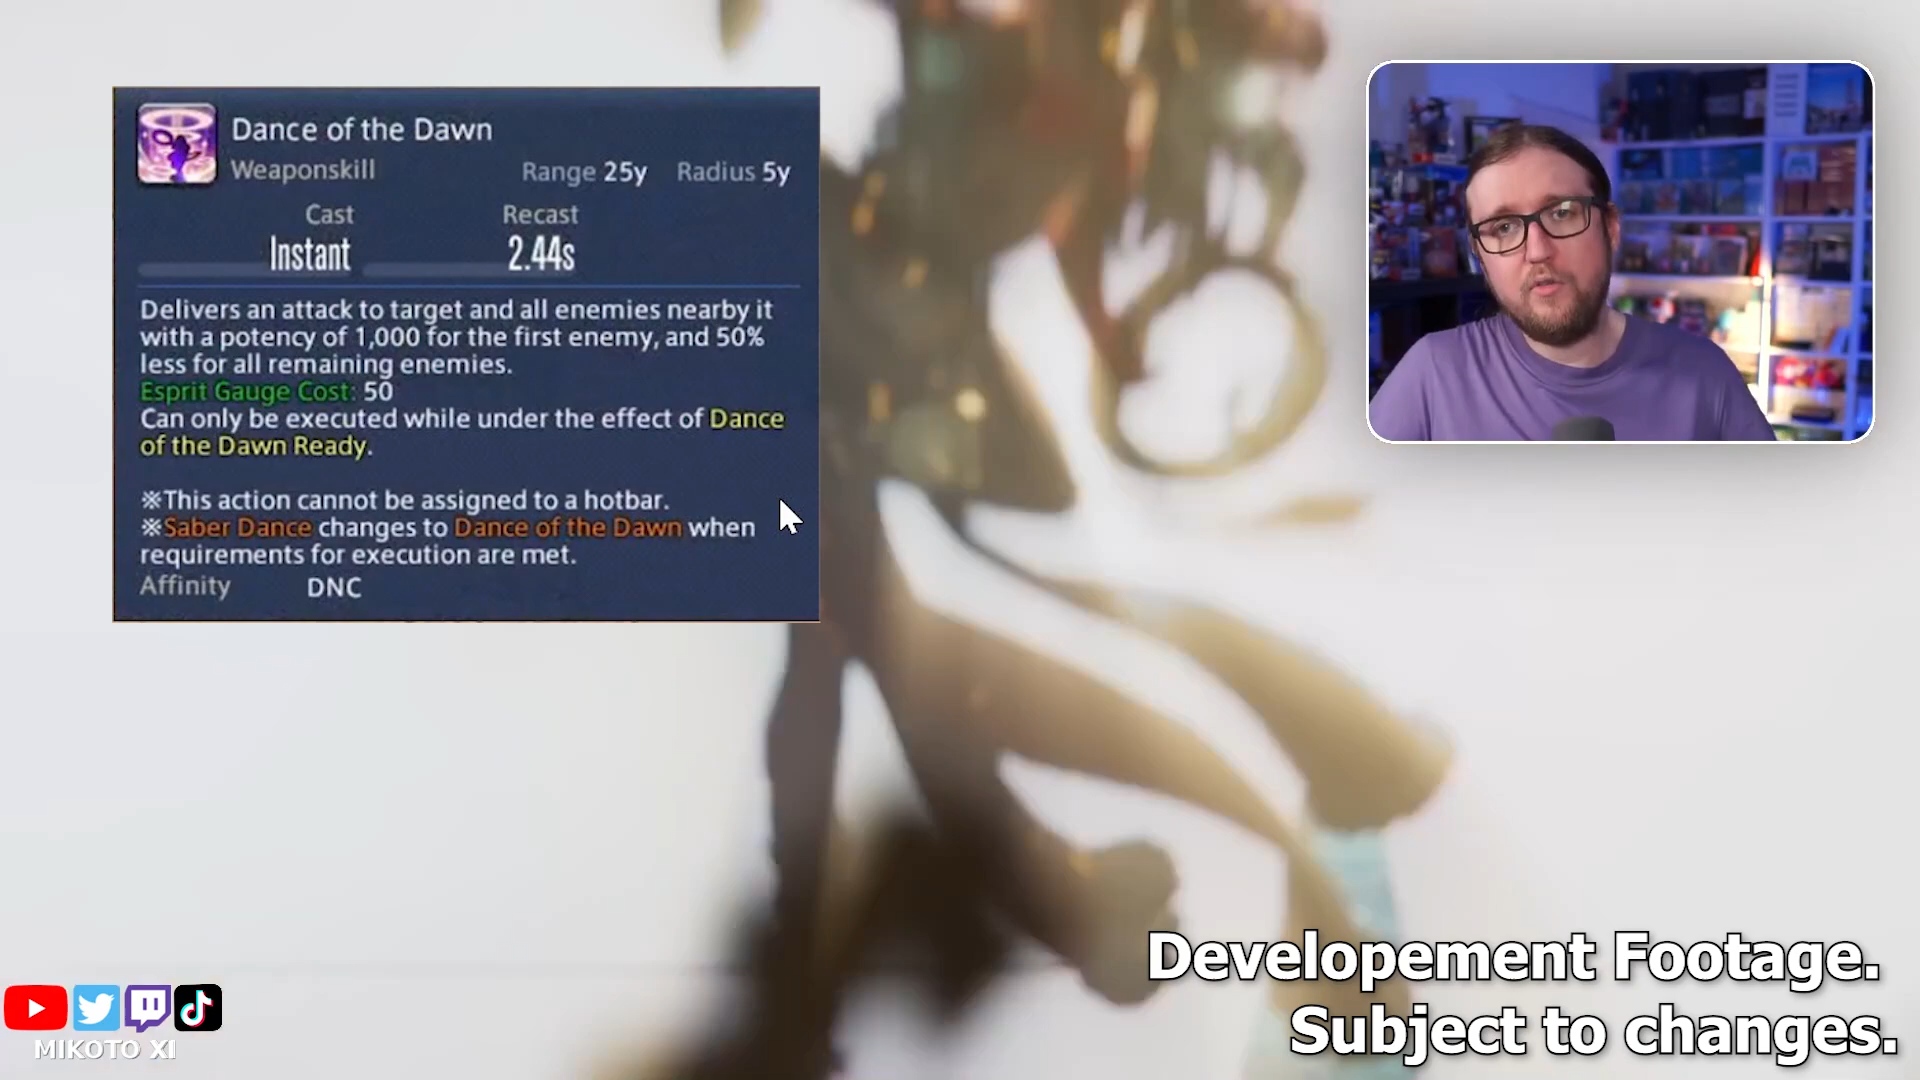 Dance of the Dawn
Weaponskill
Range 25y Radius 5y
Cast Recast
Instant 2.44s
Delivers an attack to target and all enemies nearby it
with a potency of 1,000 for the first enemy, and 50%
less for all remaining enemies.
Esprit Gauge Cost: 50
Can only be executed while under the effect of Dance
of the Dawn Ready.
※This action cannot be assigned to a hotbar.
※Saber Dance changes to Dance of the Dawn when
requirements for execution are met.
Affinity DNC
Developement Footage.
Subject to changes.
MIKOTO XI